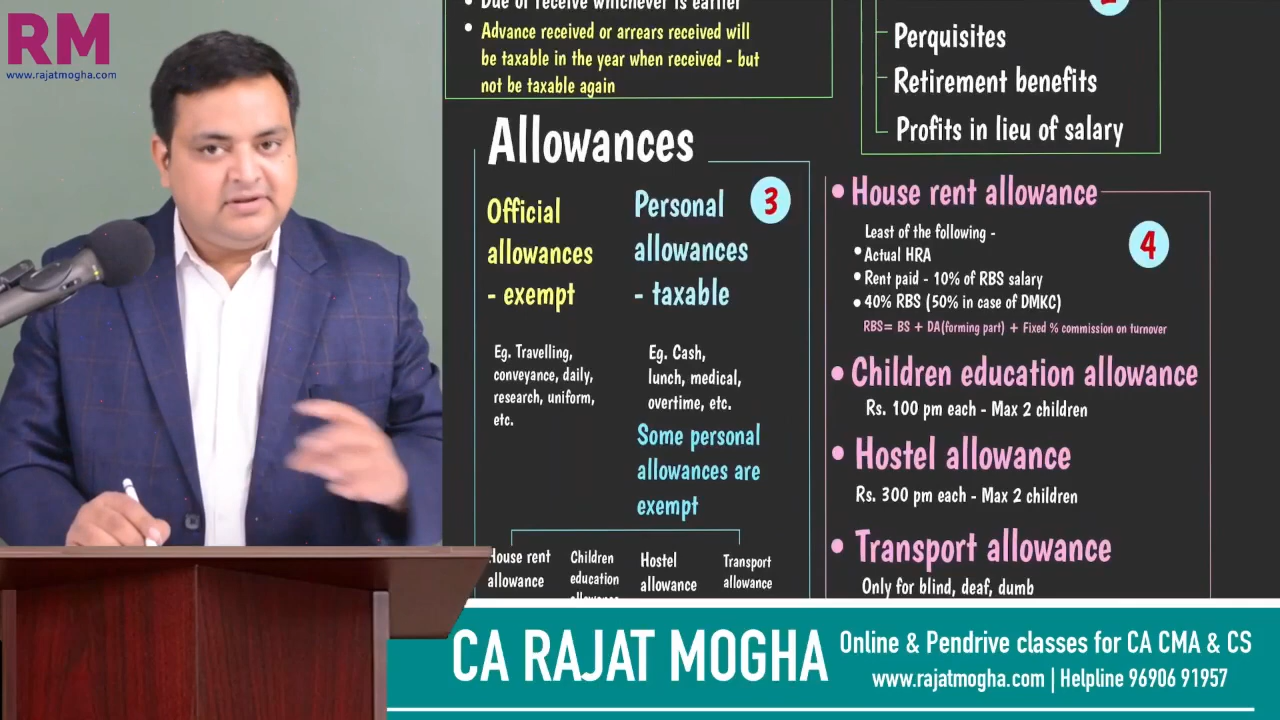 RM
www.rajatmogha.com
• Due or receive whichever is earlier
• Advance received or arrears received will
be taxable in the year when received - but
not be taxable again
Perquisites
Retirement benefits
Profits in lieu of salary
Allowances
3
Official
allowances
- exempt
Eg. Travelling,
conveyance, daily,
research, uniform,
etc.
Personal
allowances
- taxable
Eg. Cash,
lunch, medical,
overtime, etc.
Some personal
allowances are
exempt
House rent
allowance
Children
education
allowance
Hostel
allowance
Transport
allowance
• House rent allowance
4
Least of the following -
• Actual HRA
• Rent paid - 10% of RBS salary
• 40% RBS (50% in case of DMKC)
RBS= BS + DA(forming part) + Fixed % commission on turnover
• Children education allowance
Rs. 100 pm each - Max 2 children
• Hostel allowance
Rs. 300 pm each - Max 2 children
• Transport allowance
Only for blind, deaf, dumb
CA RAJAT MOGHA
Online & Pendrive classes for CA CMA & CS
www.rajatmogha.com | Helpline 96906 91957